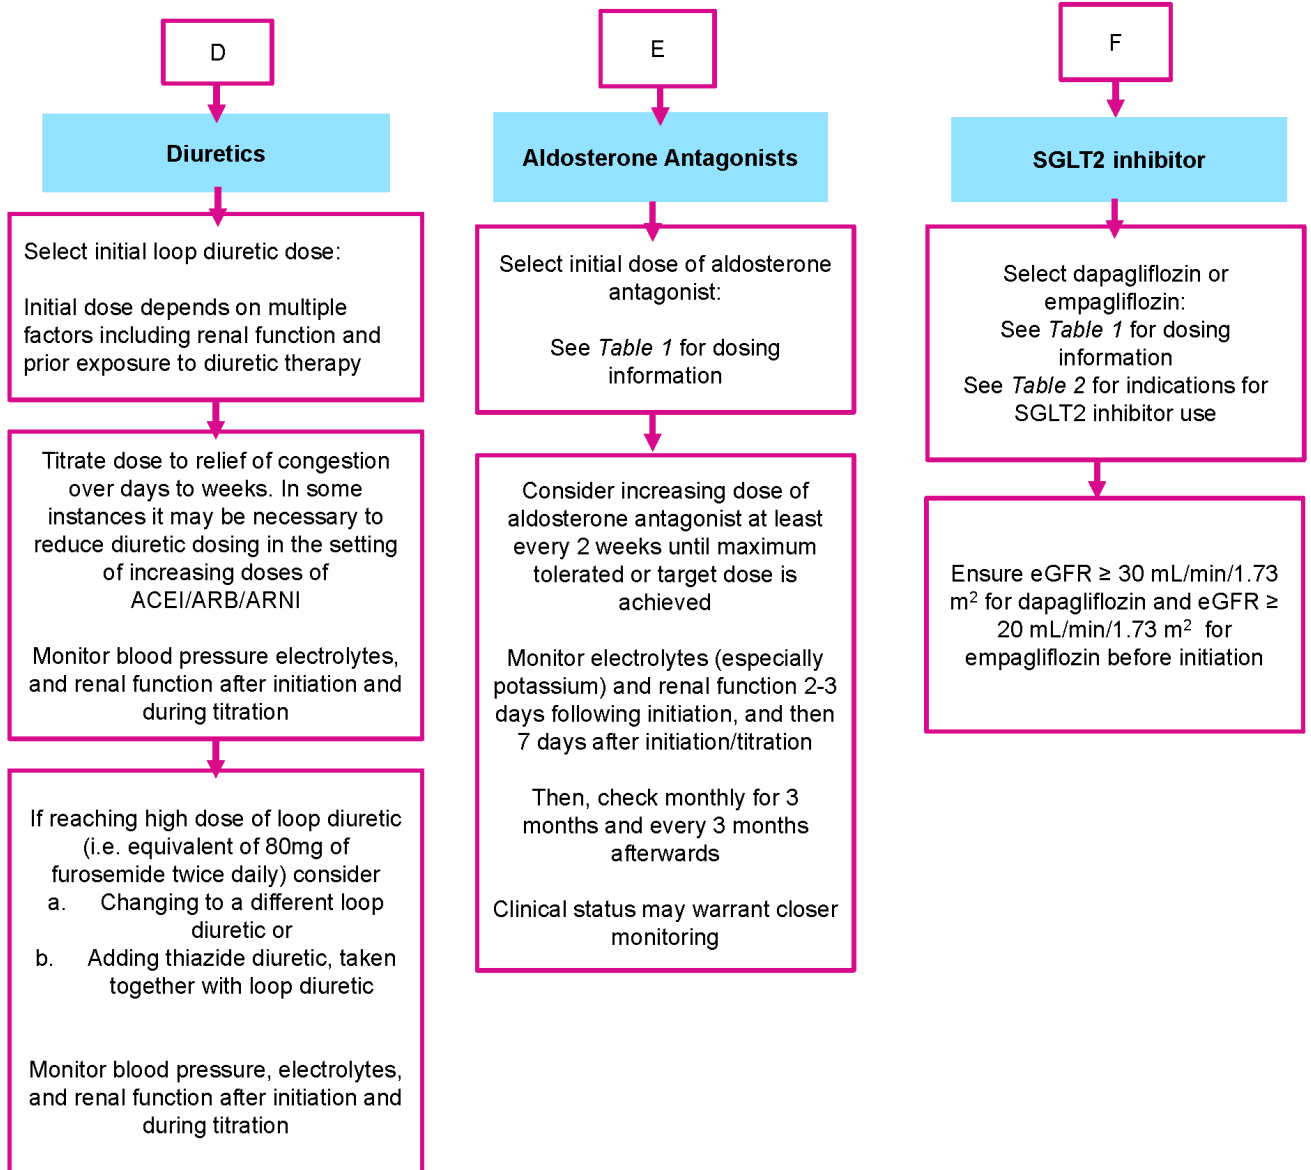 D
Diuretics
Select initial loop diuretic dose:
Initial dose depends on multiple
factors including renal function and
prior exposure to diuretic therapy
Titrate dose to relief of congestion
over days to weeks. In some
instances it may be necessary to
reduce diuretic dosing in the setting
of increasing doses of
ACEI/ARB/ARNI
Monitor blood pressure electrolytes,
and renal function after initiation and
during titration
If reaching high dose of loop diuretic
(i.e. equivalent of 80mg of
furosemide twice daily) consider
a. Changing to a different loop
diuretic or
b. Adding thiazide diuretic, taken
together with loop diuretic
Monitor blood pressure, electrolytes,
and renal function after initiation and
during titration
E
Aldosterone Antagonists
Select initial dose of aldosterone
antagonist:
See Table 1 for dosing
information
Consider increasing dose of
aldosterone antagonist at least
every 2 weeks until maximum
tolerated or target dose is
achieved
Monitor electrolytes (especially
potassium) and renal function 2-3
days following initiation, and then
7 days after initiation/titration
Then, check monthly for 3
months and every 3 months
afterwards
Clinical status may warrant closer
monitoring
F
SGLT2 inhibitor
Select dapagliflozin or
empagliflozin:
See Table 1 for dosing
information
See Table 2 for indications for
SGLT2 inhibitor use
Ensure eGFR ≥ 30 mL/min/1.73
m² for dapagliflozin and eGFR ≥
20 mL/min/1.73 m² for
empagliflozin before initiation